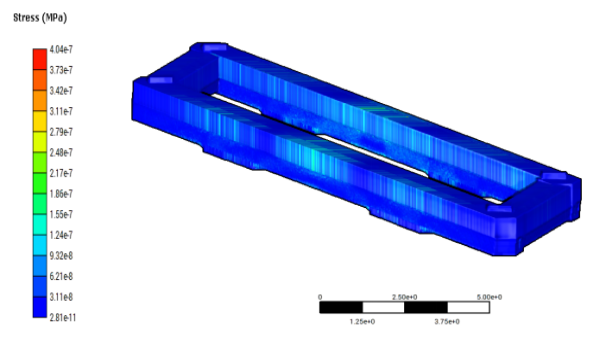 Stress (MPa)
4.04e-7
3.73e-7
3.42e-7
3.11e-7
2.79e-7
2.48e-7
2.17e-7
1.86e-7
1.55e-7
1.24e-7
9.32e-8
6.21e-8
3.11e-8
2.81e-11
0 2.50e+0 5.00e+0
1.25e+0 3.75e+0